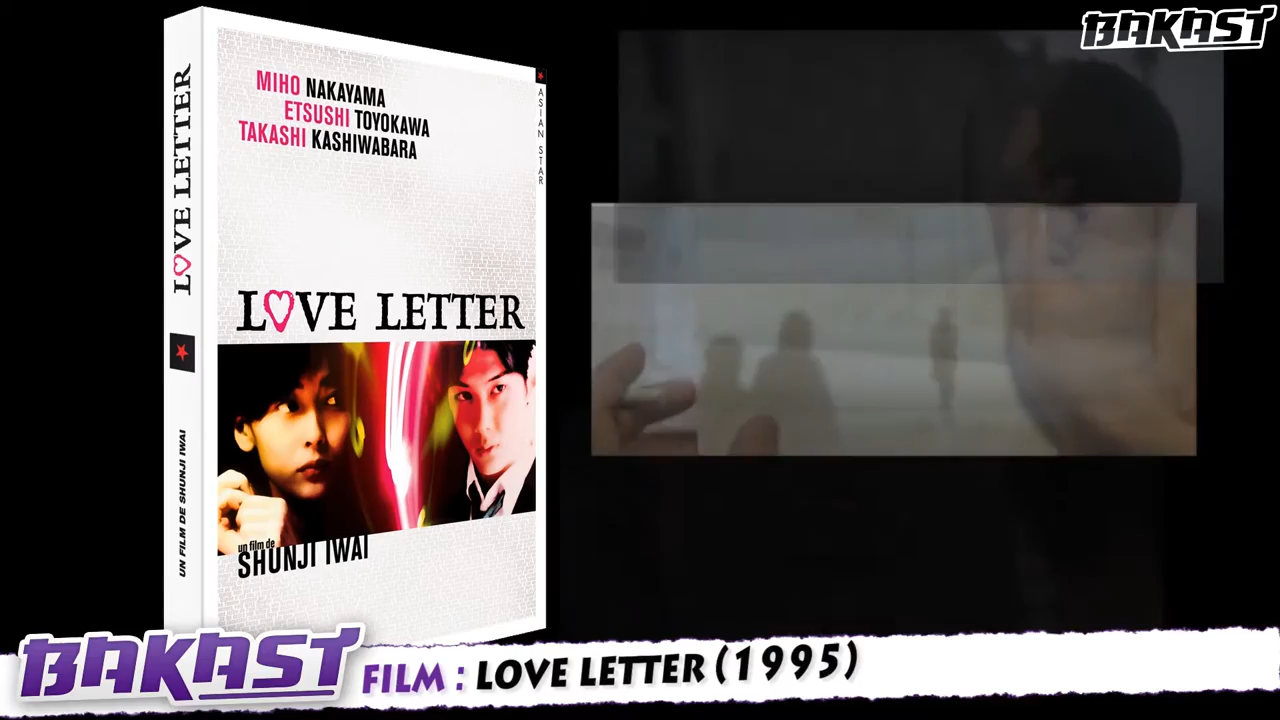 BAKAST
LOVE LETTER
UN FILM DE SHUNJI IWAI
MIHO NAKAYAMA
ETSUSHI TOYOKAWA
TAKASHI KASHIWABARA
ASIAN STAR
LOVE LETTER
un film de
SHUNJI IWAI
BAKAST
FILM : LOVE LETTER (1995)